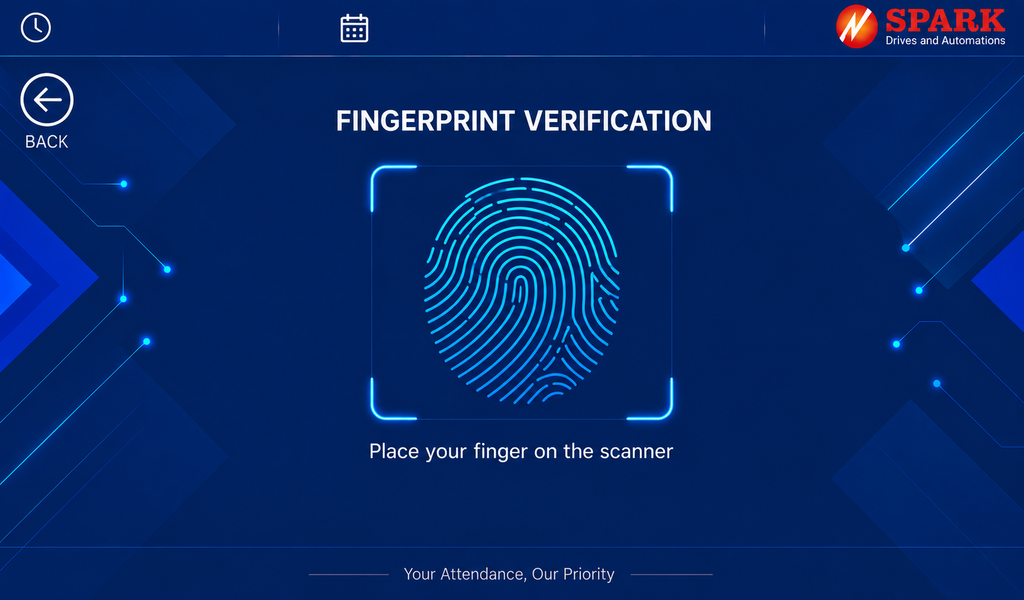 SPARK
Drives and Automations
BACK
FINGERPRINT VERIFICATION
Place your finger on the scanner
Your Attendance, Our Priority